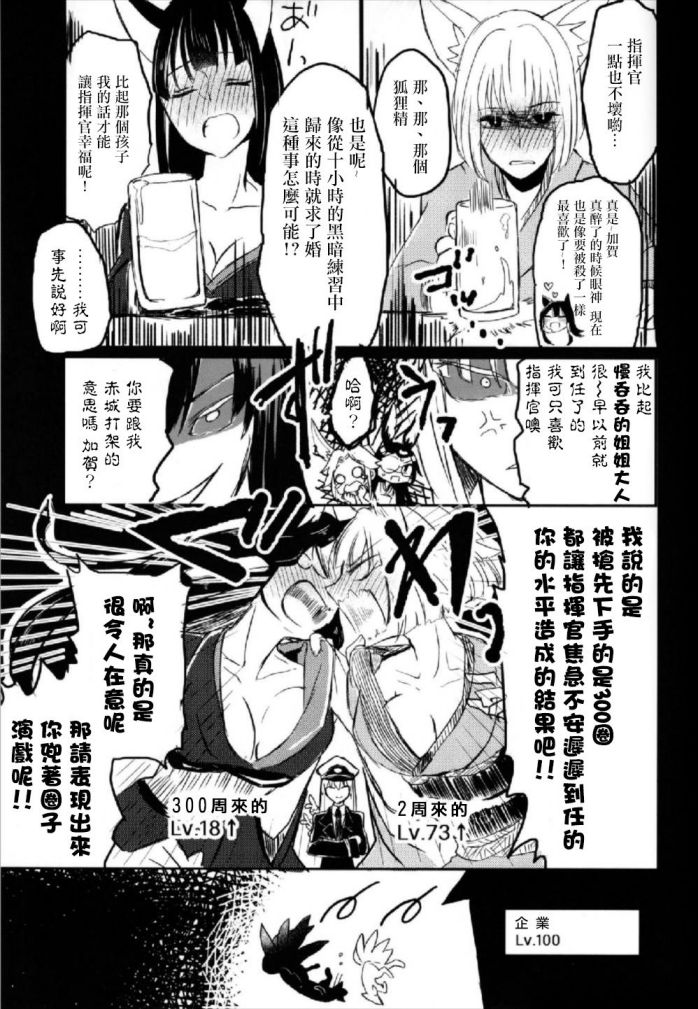 指揮官
一點也不壞喲…
真是~加賀
真醉了的時候眼神 現在
也是像要被殺了一樣
最喜歡了~!
那、那、那個
狐狸精
也是呢~
像從十小時的黑暗練習中
歸來的時就求了婚
這種事怎麼可能!?
あぁい
比起那個孩子
我的話才能
讓指揮官幸福呢!
………我可
事先說好啊
我比起
慢吞吞的姐姐大人
很~早以前就
到任了的
我可只喜歡
指揮官噢
哈啊?
你要跟我
赤城打架的
意思嗎 加賀?
我說的是
被搶先下手的是300圈
都讓指揮官焦急不安遲遲到任的
你的水平造成的結果吧!!
啊~那真的是
很令人在意呢
那請表現出來
你兜著圈子
演戲呢!!
2周來的
Lv.73↑
300周來的
Lv.18↑
企業
Lv.100